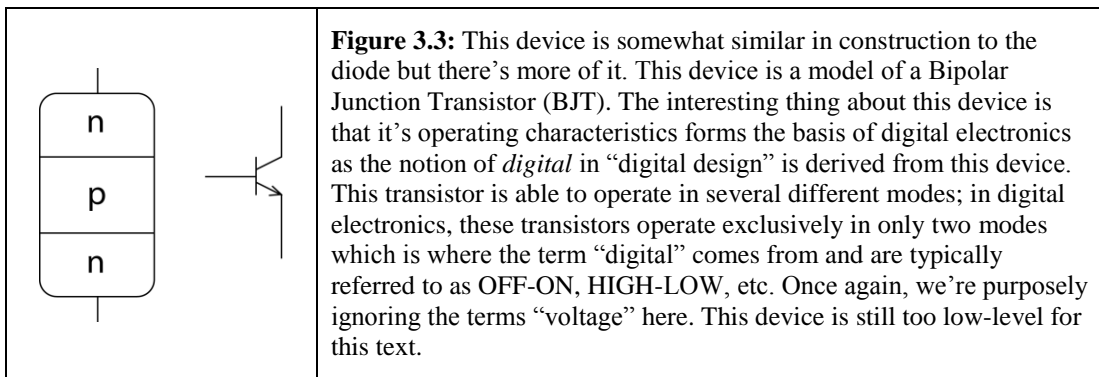 n
p
n
Figure 3.3: This device is somewhat similar in construction to the
diode but there's more of it. This device is a model of a Bipolar
Junction Transistor (BJT). The interesting thing about this device is
that it's operating characteristics forms the basis of digital electronics
as the notion of digital in “digital design” is derived from this device.
This transistor is able to operate in several different modes; in digital
electronics, these transistors operate exclusively in only two modes
which is where the term “digital” comes from and are typically
referred to as OFF-ON, HIGH-LOW, etc. Once again, we're purposely
ignoring the terms “voltage” here. This device is still too low-level for
this text.